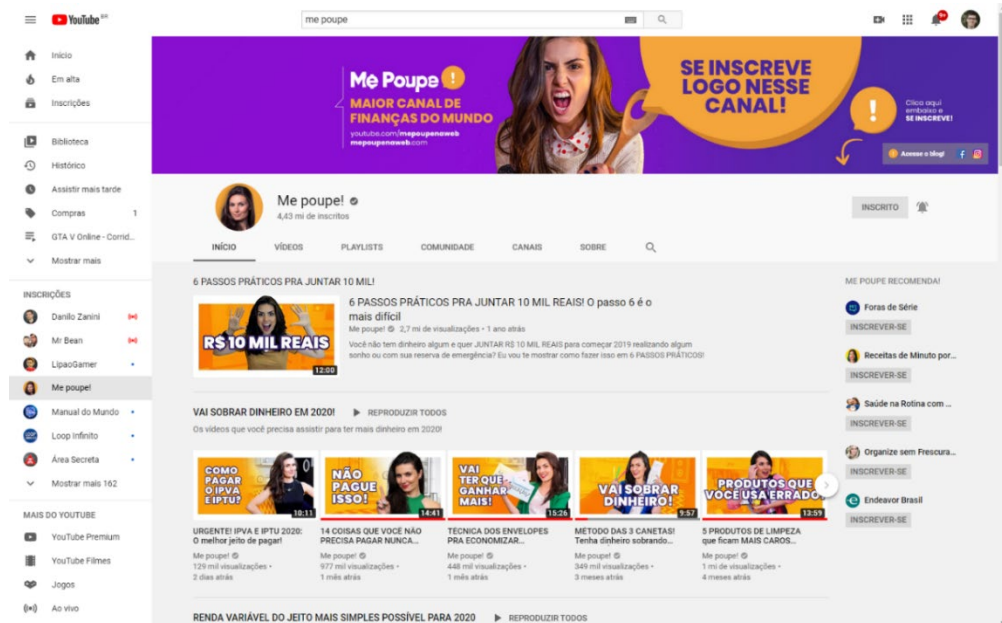 YouTube BR
me poupe
9+
Início
Em alta
Inscrições
Biblioteca
Histórico
Assistir mais tarde
Compras 1
GTA V Online - Corrid...
Mostrar mais
INSCRIÇÕES
Danilo Zanini
Mr Bean
LipaoGamer
Me poupe!
Manual do Mundo
Loop Infinito
Área Secreta
Mostrar mais 162
MAIS DO YOUTUBE
YouTube Premium
YouTube Filmes
Jogos
Ao vivo
Me Poupe!
MAIOR CANAL DE
FINANÇAS DO MUNDO
youtube.com/mepoupenaweb
mepoupenaweb.com
SE INSCREVE
LOGO NESSE
CANAL!
!
Clica aqui
embaixo e
SE INSCREVE!
Acesse o blog!
Me poupe!
4,43 mi de inscritos
INSCRITO
INÍCIO VÍDEOS PLAYLISTS COMUNIDADE CANAIS SOBRE
6 PASSOS PRÁTICOS PRA JUNTAR 10 MIL!
R$ 10 MIL REAIS
12:00
6 PASSOS PRÁTICOS PRA JUNTAR 10 MIL REAIS! O passo 6 é o
mais difícil
Me poupe! 2,7 mi de visualizações • 1 ano atrás
Você não tem dinheiro algum e quer JUNTAR R$ 10 MIL REAIS para começar 2019 realizando algum
sonho ou com sua reserva de emergência? Eu vou te mostrar como fazer isso em 6 PASSOS PRÁTICOS!
VAI SOBRAR DINHEIRO EM 2020! REPRODUZIR TODOS
Os vídeos que você precisa assistir para ter mais dinheiro em 2020!
COMO
PAGAR
O IPVA
E IPTU?
10:11
URGENTE! IPVA E IPTU 2020:
O melhor jeito de pagar!
Me poupe!
129 mil visualizações •
2 dias atrás
NÃO
PAGUE
ISSO!
14:41
14 COISAS QUE VOCÊ NÃO
PRECISA PAGAR NUNCA...
Me poupe!
977 mil visualizações •
1 mês atrás
VAI
TER QUE
GANHAR
MAIS!
15:26
TÉCNICA DOS ENVELOPES
PRA ECONOMIZAR...
Me poupe!
448 mil visualizações •
1 mês atrás
VAI SOBRAR
DINHEIRO!
9:57
MÉTODO DAS 3 CANETAS!
Tenha dinheiro sobrando...
Me poupe!
349 mil visualizações •
3 meses atrás
PRODUTOS QUE
VOCÊ USA ERRADO!
13:59
5 PRODUTOS DE LIMPEZA
que ficam MAIS CAROS...
Me poupe!
1 mi de visualizações •
4 meses atrás
RENDA VARIÁVEL DO JEITO MAIS SIMPLES POSSÍVEL PARA 2020 REPRODUZIR TODOS
ME POUPE RECOMENDA!
Foras de Série
INSCREVER-SE
Receitas de Minuto por...
INSCREVER-SE
Saúde na Rotina com ...
INSCREVER-SE
Organize sem Frescura...
INSCREVER-SE
Endeavor Brasil
INSCREVER-SE